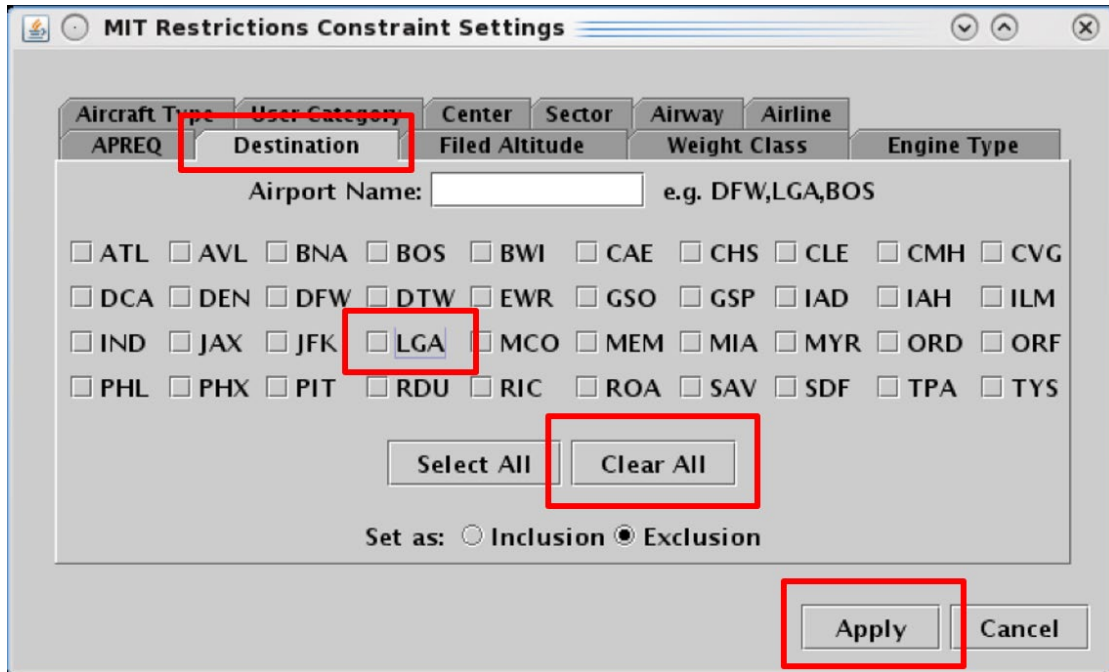 MIT Restrictions Constraint Settings
Aircraft Type User Category Center Sector Airway Airline
APREQ Destination Filed Altitude Weight Class Engine Type
Airport Name: e.g. DFW,LGA,BOS
ATL AVL BNA BOS BWI CAE CHS CLE CMH CVG
DCA DEN DFW DTW EWR GSO GSP IAD IAH ILM
IND JAX JFK LGA MCO MEM MIA MYR ORD ORF
PHL PHX PIT RDU RIC ROA SAV SDF TPA TYS
Select All Clear All
Set as: Inclusion Exclusion
Apply Cancel